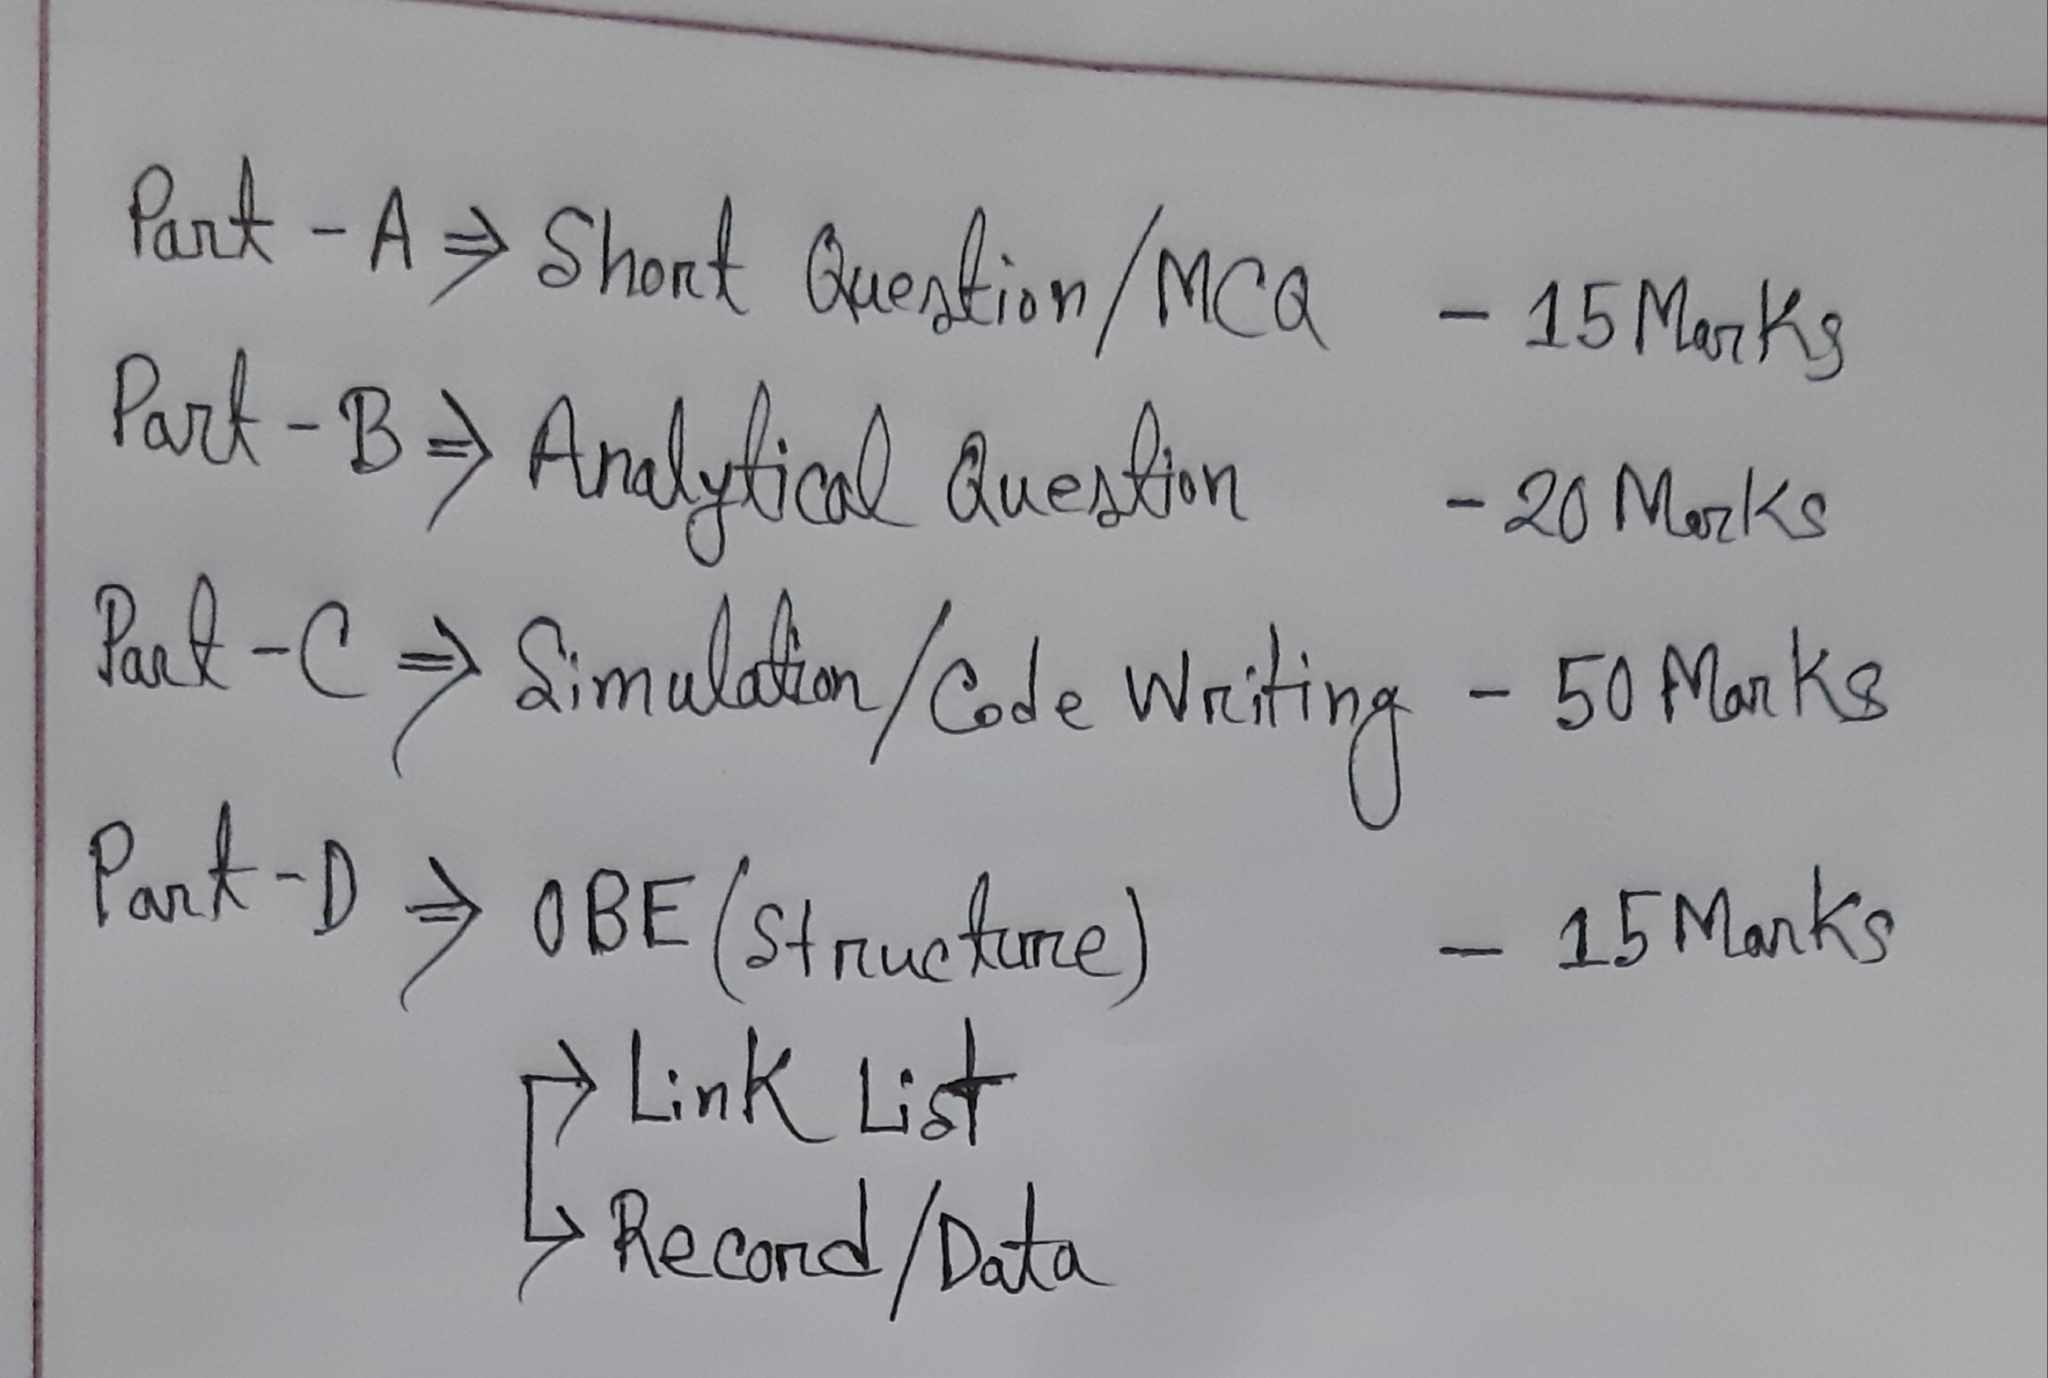 Part - A ⇒ Short Question/MCQ - 15 Marks
Part - B ⇒ Analytical Question - 20 Marks
Part - C ⇒ Simulation/Code Writing - 50 Marks
Part - D ⇒ OBE (Structure) - 15 Marks
→ Link List
→ Record/Data